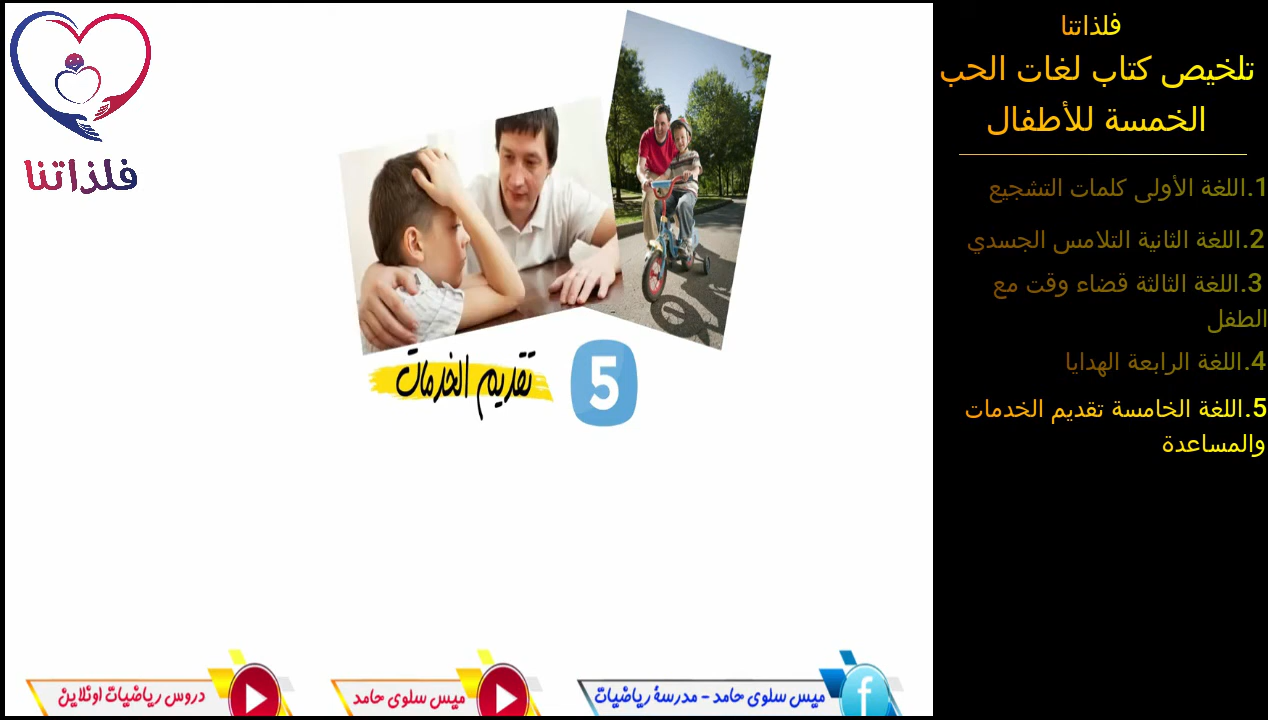 فلذاتنا
تلخيص كتاب لغات الحب
الخمسة للأطفال
1.اللغة الأولى كلمات التشجيع
2.اللغة الثانية التلامس الجسدي
3.اللغة الثالثة قضاء وقت مع
الطفل
4.اللغة الرابعة الهدايا
5.اللغة الخامسة تقديم الخدمات
والمساعدة
فلذاتنا
5 تقديم الخدمات
ميس سلوى حامد - مدرسة رياضيات
ميس سلوى حامد
دروس رياضيات اونلاين